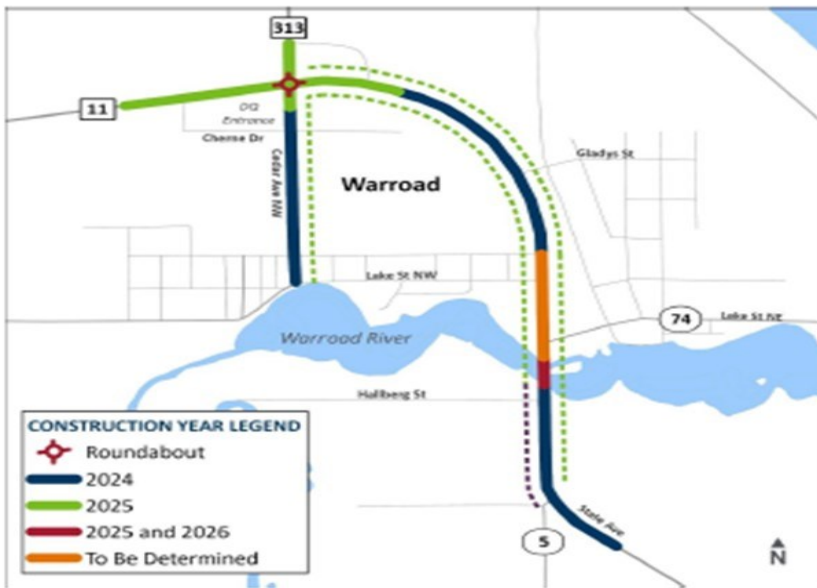 313
11
DQ
Entrance
Cherne Dr
Cedar Ave NW
Warroad
Gladys St
Lake St NW
74
Lake St NE
Warroad River
Hallberg St
CONSTRUCTION YEAR LEGEND
Roundabout
2024
2025
2025 and 2026
To Be Determined
State Ave
5
N